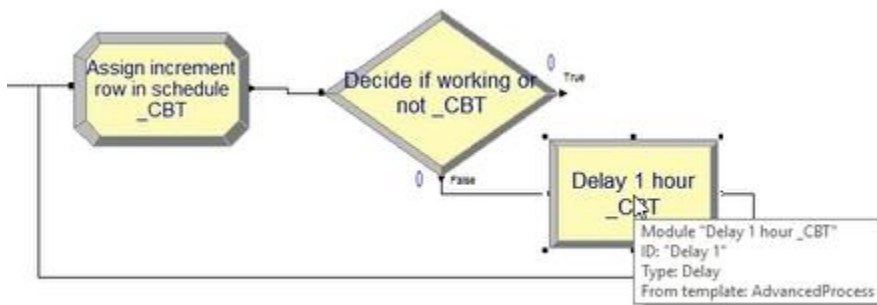 Assign increment
row in schedule
_CBT
Decide if working or
not _CBT
0
True
0
False
Delay 1 hour
_CBT
Module "Delay 1 hour _CBT"
ID: "Delay 1"
Type: Delay
From template: AdvancedProcess